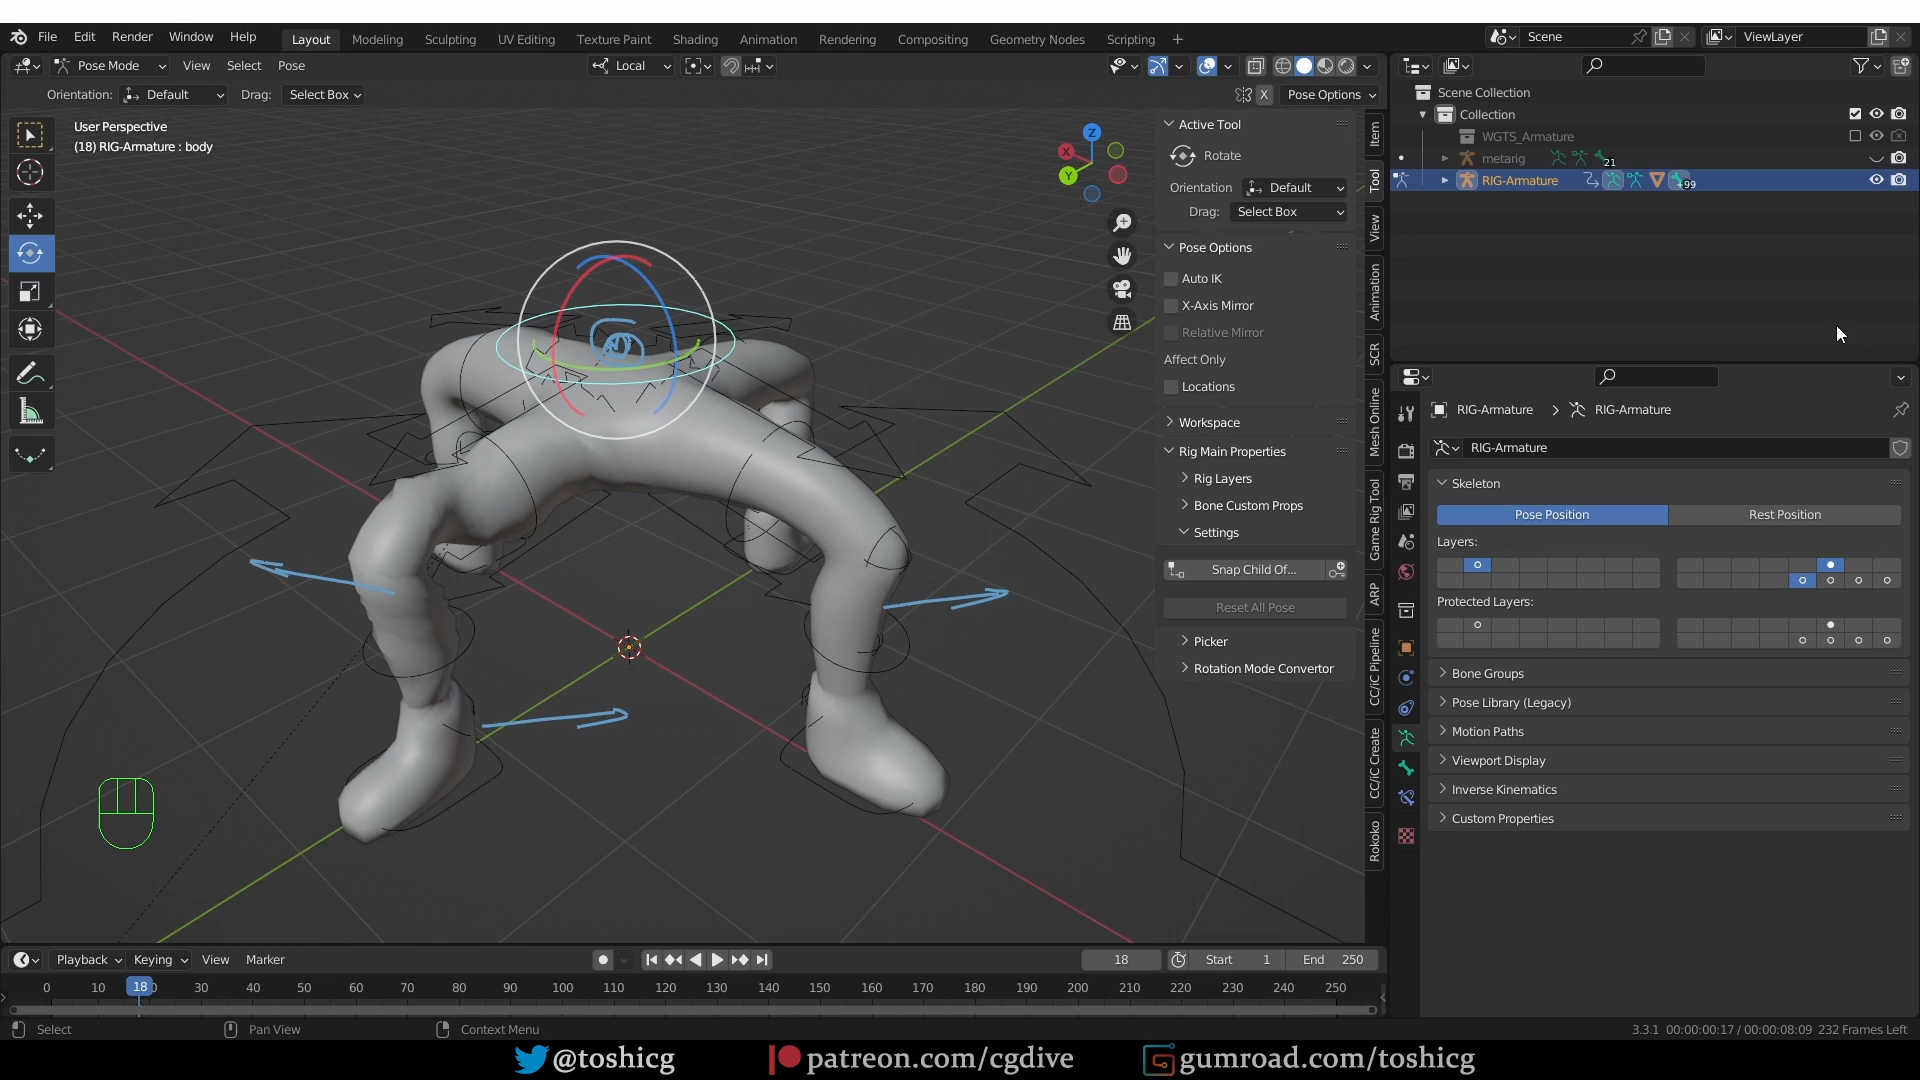 File Edit Render Window Help Layout Modeling Sculpting UV Editing Texture Paint Shading Animation Rendering Compositing Geometry Nodes Scripting + Scene ViewLayer
Pose Mode View Select Pose Local
Orientation: Default Drag: Select Box X Pose Options
User Perspective
(18) RIG-Armature : body
Z
X
Y
Active Tool
Rotate
Orientation Default
Drag: Select Box
Pose Options
Auto IK
X-Axis Mirror
Relative Mirror
Affect Only
Locations
Workspace
Rig Main Properties
Rig Layers
Bone Custom Props
Settings
Snap Child Of...
Reset All Pose
Picker
Rotation Mode Convertor
Item
Tool
View
Animation
SCR
Mesh Online
Game Rig Tool
ARP
CC/iC Pipeline
CC/iC Create
Rokoko
Scene Collection
Collection
WGTS_Armature
metarig 21
RIG-Armature +99
RIG-Armature > RIG-Armature
RIG-Armature
Skeleton
Pose Position Rest Position
Layers:
Protected Layers:
Bone Groups
Pose Library (Legacy)
Motion Paths
Viewport Display
Inverse Kinematics
Custom Properties
Playback Keying View Marker 18 Start 1 End 250
0 10 18 30 40 50 60 70 80 90 100 110 120 130 140 150 160 170 180 190 200 210 220 230 240 250
Select Pan View Context Menu 3.3.1 00:00:00:17 / 00:00:08:09 232 Frames Left
@toshicg patreon.com/cgdive gumroad.com/toshicg